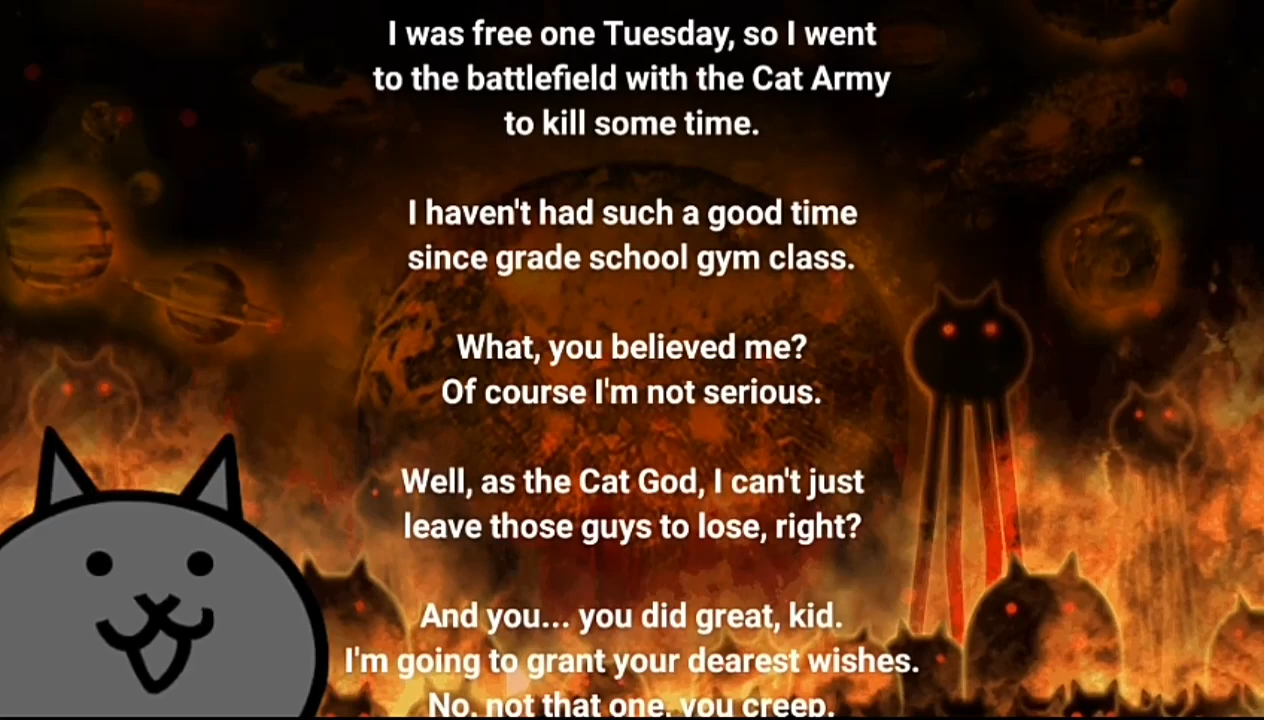 I was free one Tuesday, so I went
to the battlefield with the Cat Army
to kill some time.
I haven't had such a good time
since grade school gym class.
What, you believed me?
Of course I'm not serious.
Well, as the Cat God, I can't just
leave those guys to lose, right?
And you... you did great, kid.
I'm going to grant your dearest wishes.
No, not that one, you creep.